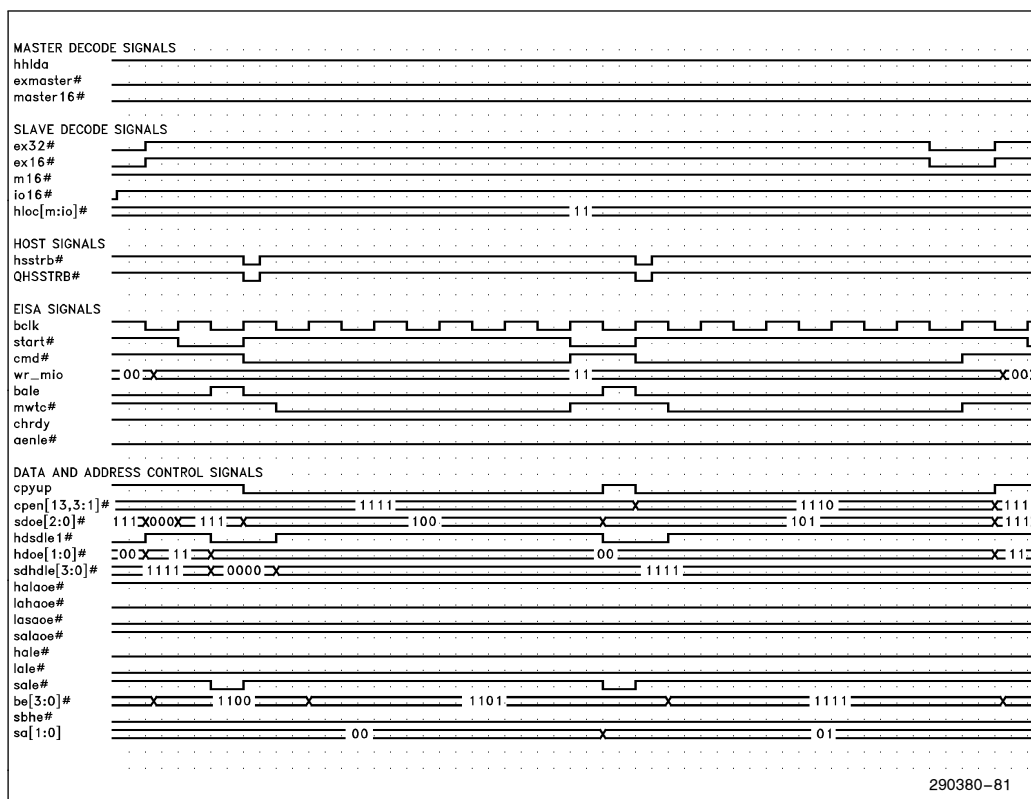 MASTER DECODE SIGNALS
hhlda
exmaster#
master16#
SLAVE DECODE SIGNALS
ex32#
ex16#
m16#
io16#
hloc[m:io]# 11
HOST SIGNALS
hsstrb#
QHSSTRB#
EISA SIGNALS
bclk
start#
cmd#
wr_mio 00 11 00
bale
mwtc#
chrdy
aenle#
DATA AND ADDRESS CONTROL SIGNALS
cpyup
cpen[13,3:1]# 1111 1110 111
sdoe[2:0]# 111 000 111 100 101 111
hdsdle1#
hdoe[1:0]# 00 11 00 11
sdhdle[3:0]# 1111 0000 1111
halaoe#
lahaoe#
lasaoe#
salaoe#
hale#
lale#
sale#
be[3:0]# 1100 1101 1111
sbhe#
sa[1:0] 00 01
290380-81